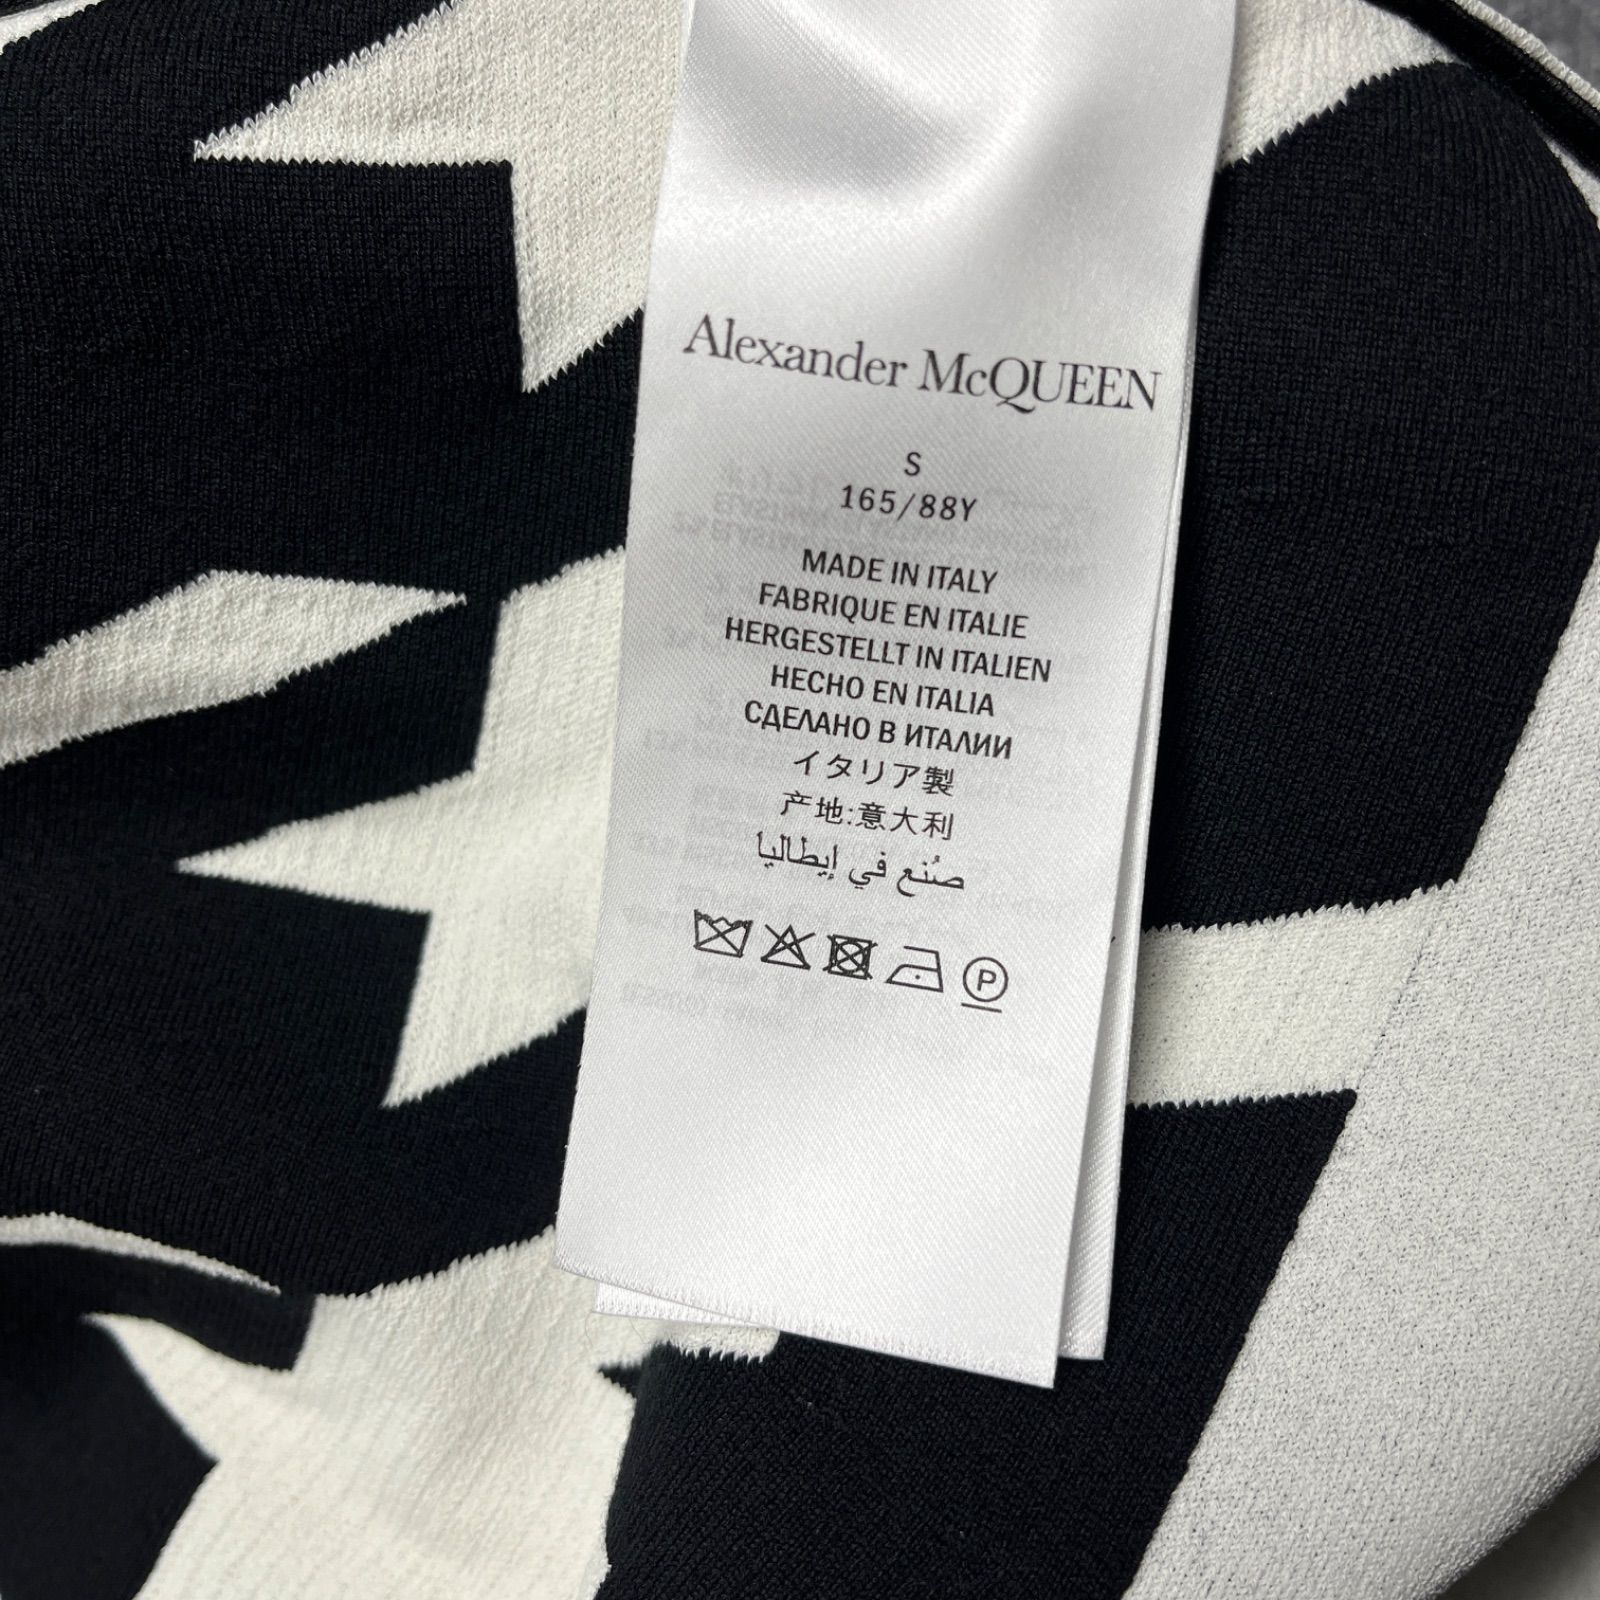 Alexander McQUEEN
S
165/88Y
MADE IN ITALY
FABRIQUE EN ITALIE
HERGESTELLT IN ITALIEN
HECHO EN ITALIA
СДЕЛАНО В ИТАЛИИ
イタリア製
产地:意大利
صُنع في إيطاليا
P